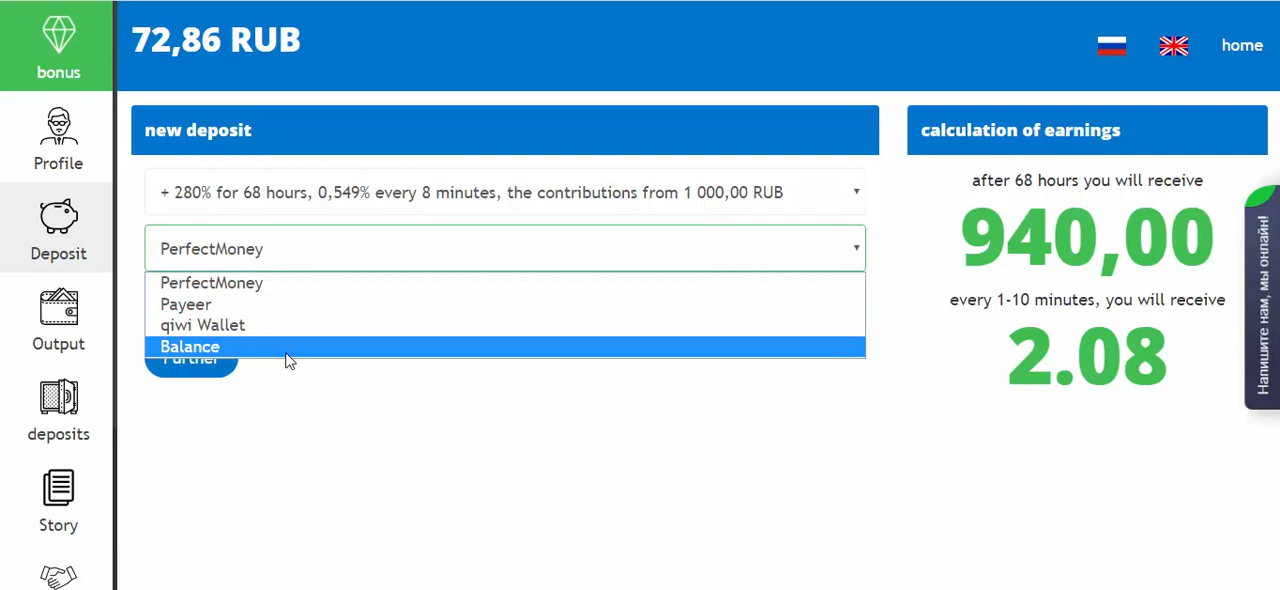 bonus
Profile
Deposit
Output
deposits
Story
72,86 RUB
home
new deposit
+ 280% for 68 hours, 0,549% every 8 minutes, the contributions from 1 000,00 RUB
PerfectMoney
PerfectMoney
Payeer
qiwi Wallet
Balance
Further
calculation of earnings
after 68 hours you will receive
940,00
every 1-10 minutes, you will receive
2.08
Напишите нам, мы онлайн!